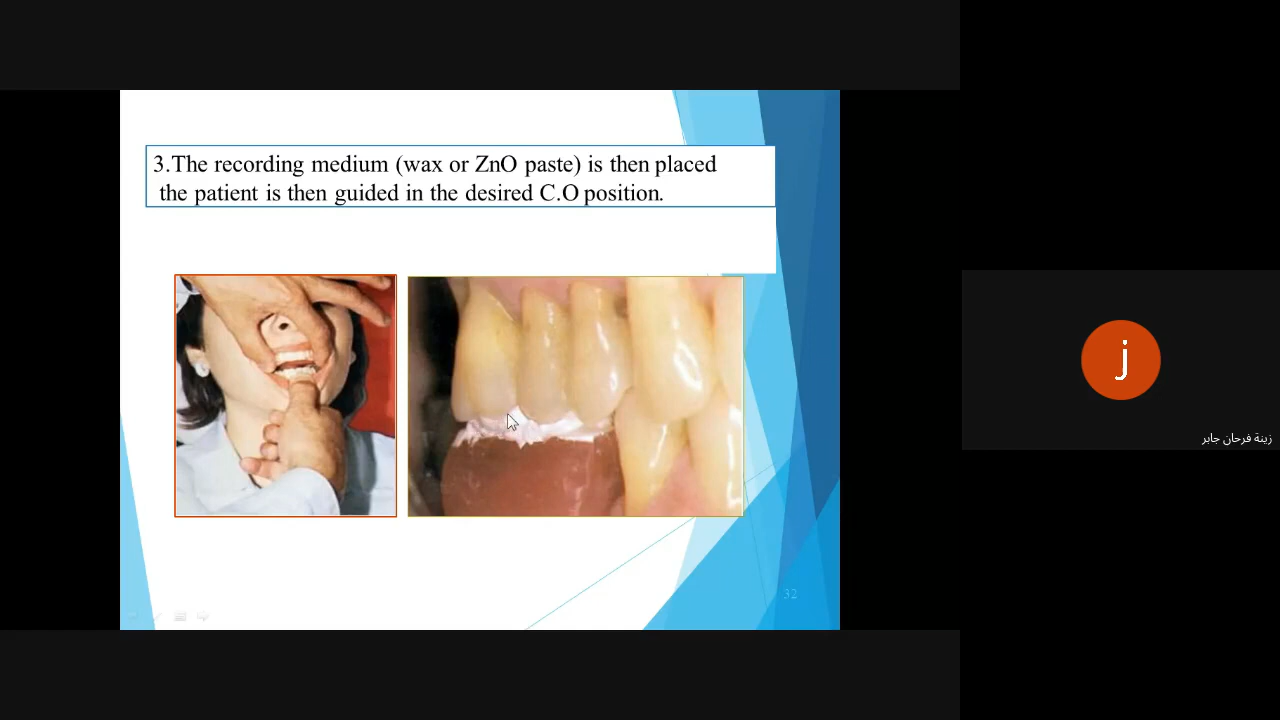 3.The recording medium (wax or ZnO paste) is then placed
the patient is then guided in the desired C.O position.
32
j
زينة فرحان جابر